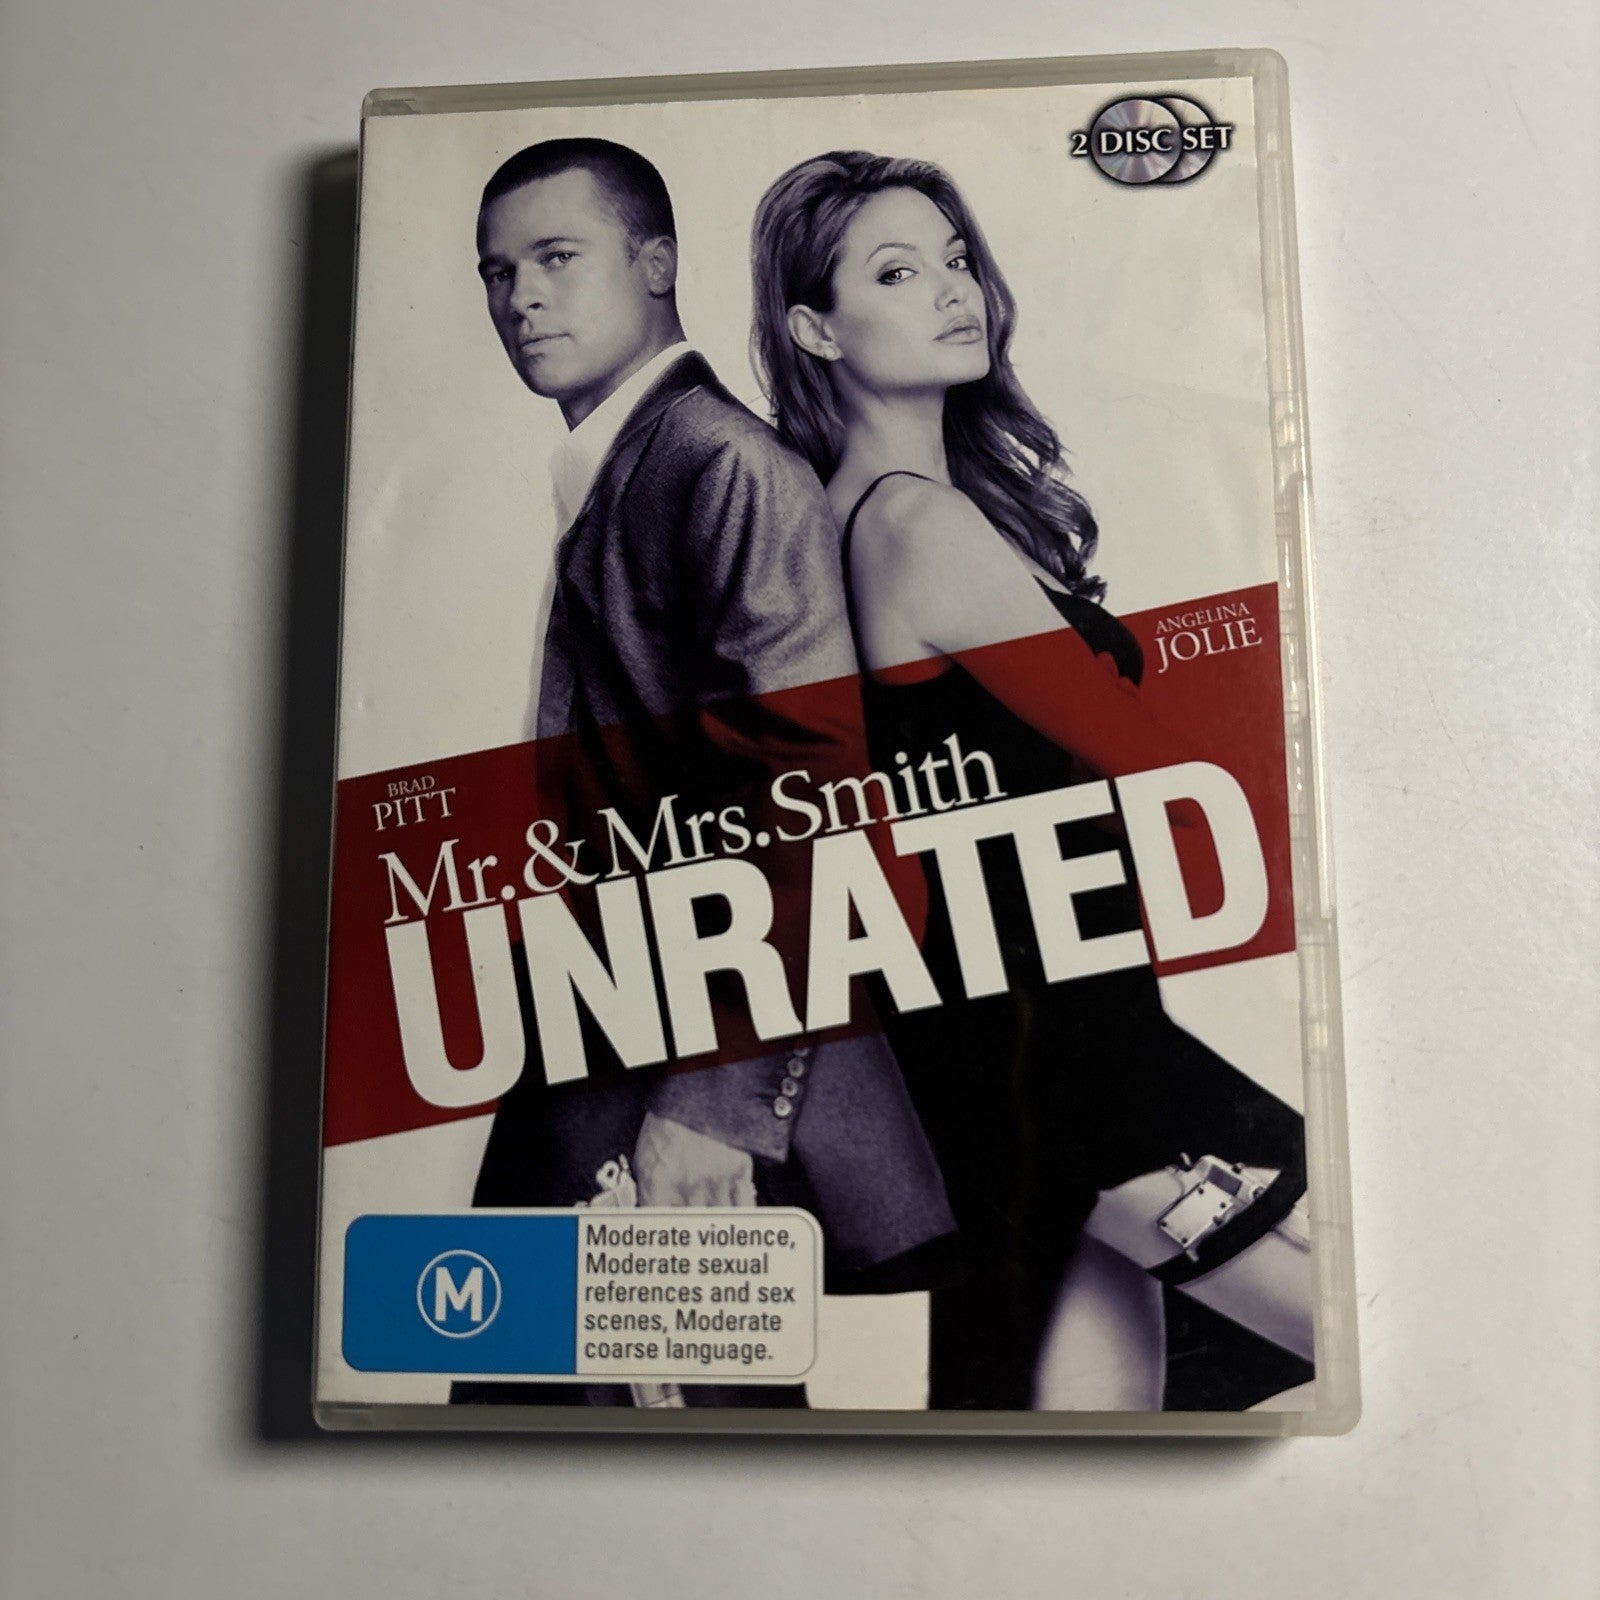 2 DISC SET
ANGELINA
JOLIE
BRAD
PITT
Mr. & Mrs. Smith
UNRATED
M
Moderate violence,
Moderate sexual
references and sex
scenes, Moderate
coarse language.